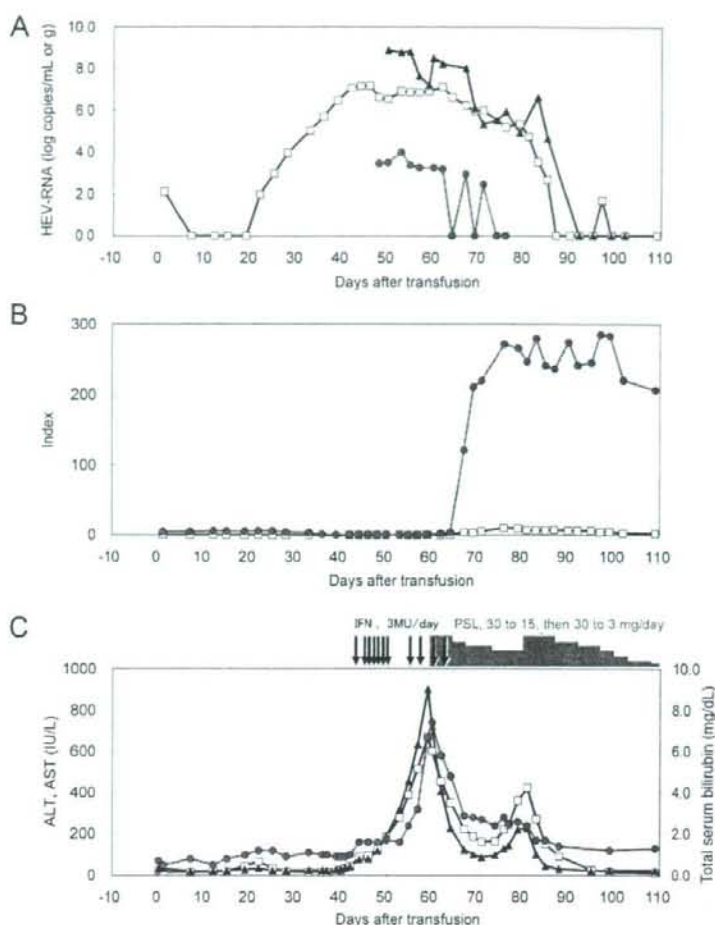 A
HEV-RNA (log copies/mL or g)
10.0
8.0
6.0
4.0
2.0
0.0
-10 0 10 20 30 40 50 60 70 80 90 100 110
Days after transfusion
B
Index
300
200
100
0
-10 0 10 20 30 40 50 60 70 80 90 100 110
Days after transfusion
C
IFN, 3MU/day PSL, 30 to 15, then 30 to 3 mg/day
ALT, AST (IU/L)
1000
800
600
400
200
0
10.0
8.0
6.0
4.0
2.0
0.0
Total serum bilirubin (mg/dL)
-10 0 10 20 30 40 50 60 70 80 90 100 110
Days after transfusion